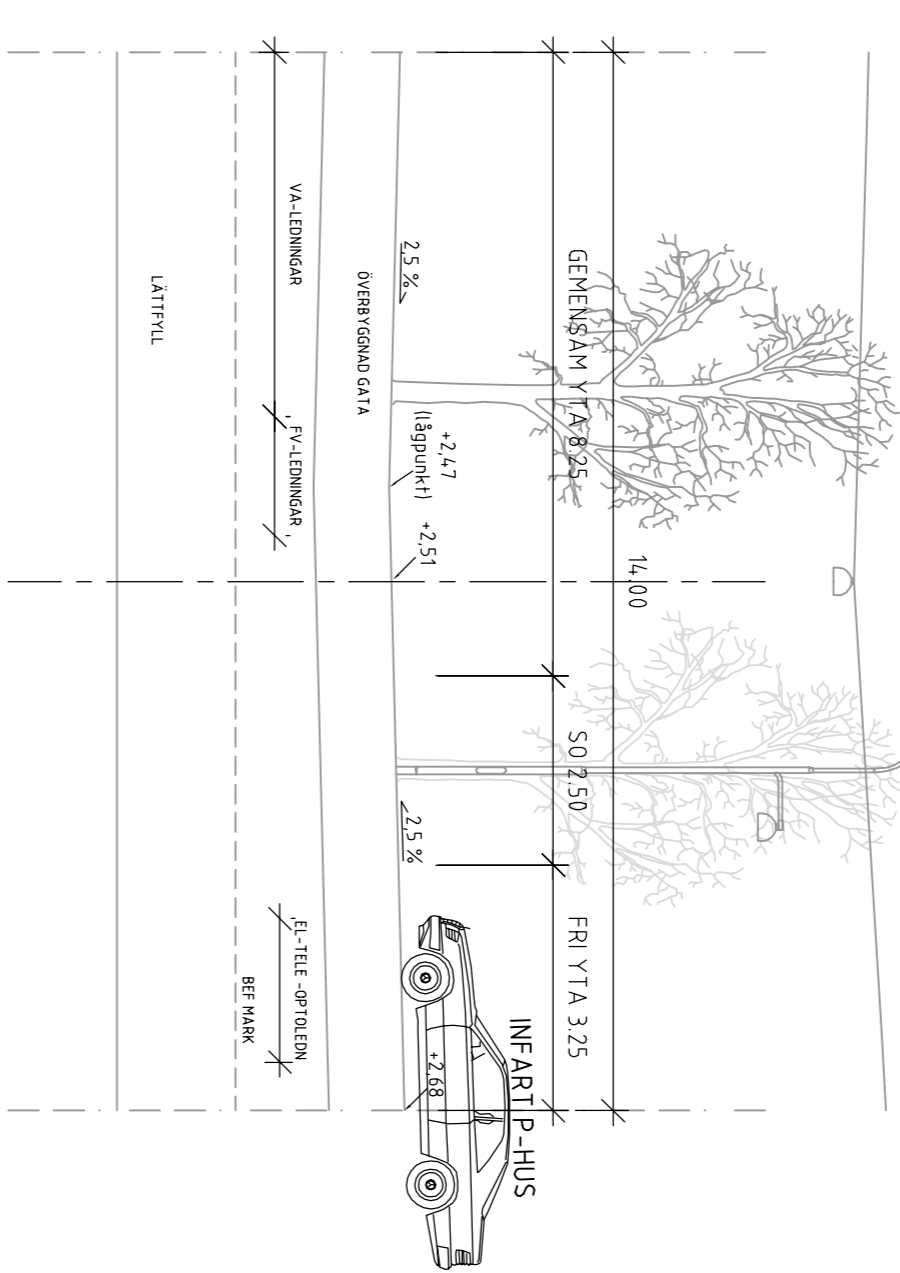 14,00
GEMENSAM YTA 8.25
SO 2.50
FRI YTA 3.25
INFART P-HUS
2,5 %
+2,47
(lågpunkt)
+2,51
2,5 %
+2,68
ÖVERBYGGNAD GATA
VA-LEDNINGAR
FV-LEDNINGAR
EL-TELE -OPTOLEDN
BEF MARK
LÄTTFYLL